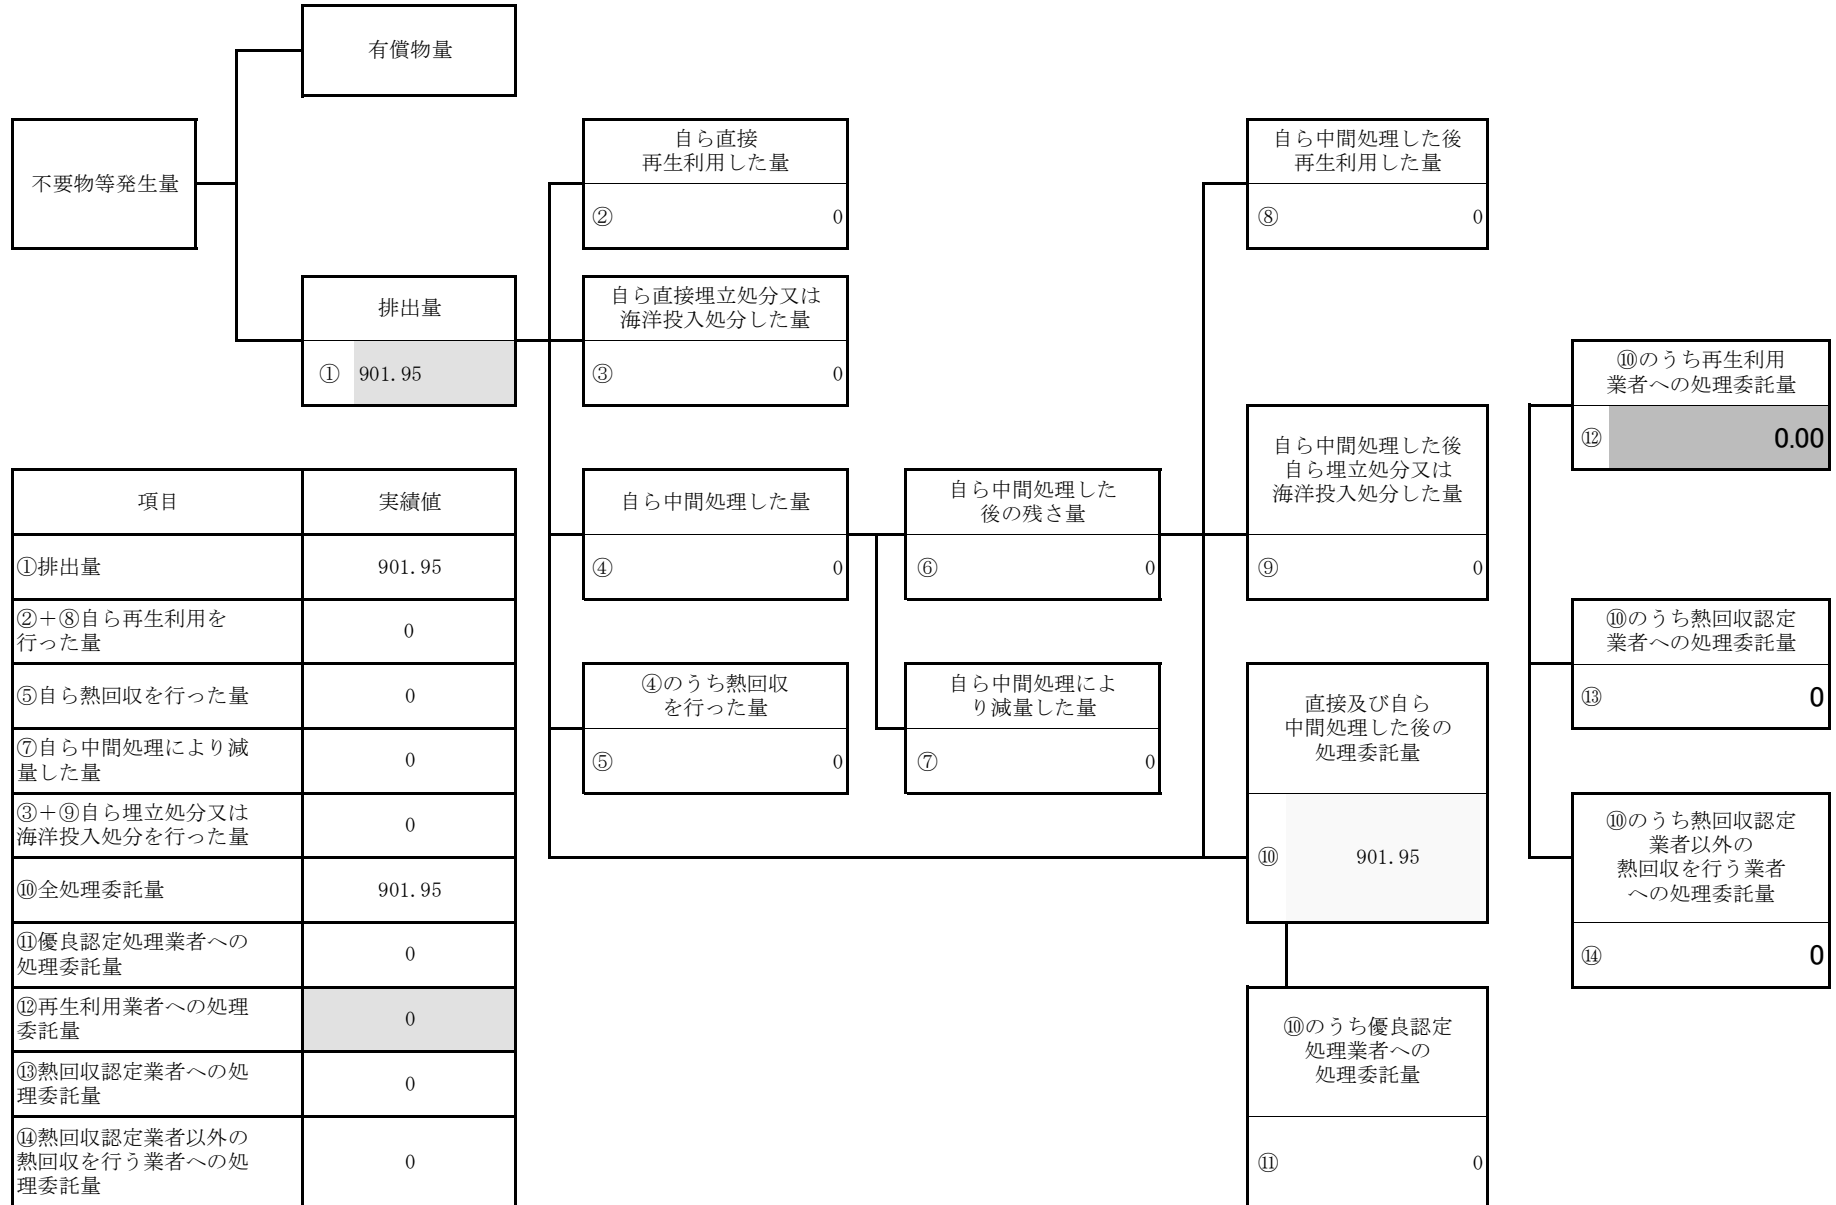 有償物量
不要物等発生量
自ら直接
再生利用した量
②
0
自ら中間処理した後
再生利用した量
⑧
0
排出量
①
901.95
自ら直接埋立処分又は
海洋投入処分した量
③
0
⑩のうち再生利用
業者への処理委託量
⑫
0.00
自ら中間処理した量
④
0
自ら中間処理した
後の残さ量
⑥
0
自ら中間処理した後
自ら埋立処分又は
海洋投入処分した量
⑨
0
⑩のうち熱回収認定
業者への処理委託量
⑬
0
④のうち熱回収
を行った量
⑤
0
自ら中間処理によ
り減量した量
⑦
0
直接及び自ら
中間処理した後の
処理委託量
⑩
901.95
⑩のうち熱回収認定
業者以外の
熱回収を行う業者
への処理委託量
⑭
0
⑩のうち優良認定
処理業者への
処理委託量
⑪
0
項目
実績値
①排出量
901.95
②＋⑧自ら再生利用を
行った量
0
⑤自ら熱回収を行った量
0
⑦自ら中間処理により減
量した量
0
③＋⑨自ら埋立処分又は
海洋投入処分を行った量
0
⑩全処理委託量
901.95
⑪優良認定処理業者への
処理委託量
0
⑫再生利用業者への処理
委託量
0
⑬熱回収認定業者への処
理委託量
0
⑭熱回収認定業者以外の
熱回収を行う業者への処
理委託量
0